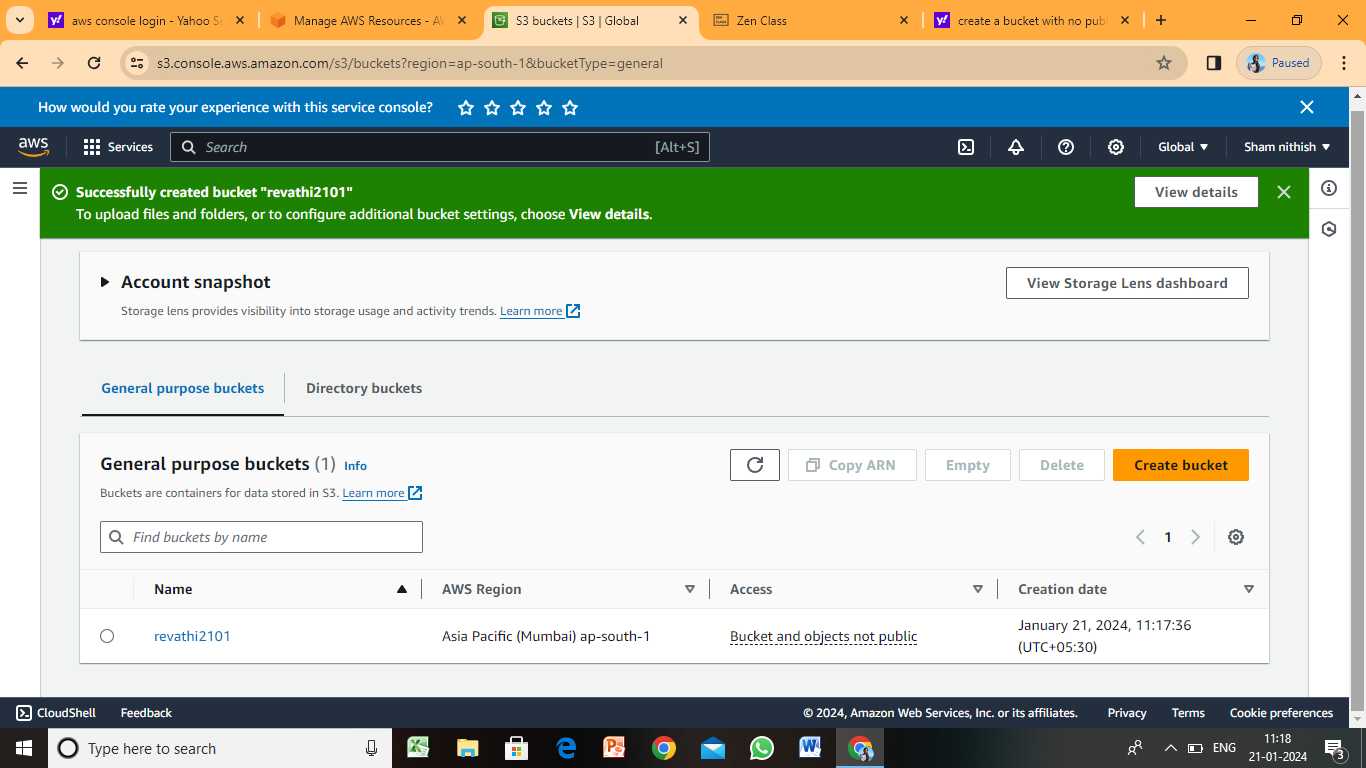 aws console login - Yahoo Se
Manage AWS Resources - AW
S3 buckets | S3 | Global
Zen Class
create a bucket with no publ
s3.console.aws.amazon.com/s3/buckets?region=ap-south-1&bucketType=general
Paused
How would you rate your experience with this service console?
aws
Services
Search
[Alt+S]
Global
Sham nithish
Successfully created bucket "revathi2101"
To upload files and folders, or to configure additional bucket settings, choose View details.
View details
Account snapshot
Storage lens provides visibility into storage usage and activity trends. Learn more
View Storage Lens dashboard
General purpose buckets
Directory buckets
General purpose buckets (1) Info
Buckets are containers for data stored in S3. Learn more
Copy ARN
Empty
Delete
Create bucket
Find buckets by name
1
Name
AWS Region
Access
Creation date
revathi2101
Asia Pacific (Mumbai) ap-south-1
Bucket and objects not public
January 21, 2024, 11:17:36
(UTC+05:30)
CloudShell
Feedback
© 2024, Amazon Web Services, Inc. or its affiliates.
Privacy
Terms
Cookie preferences
Type here to search
ENG
11:18
21-01-2024
3